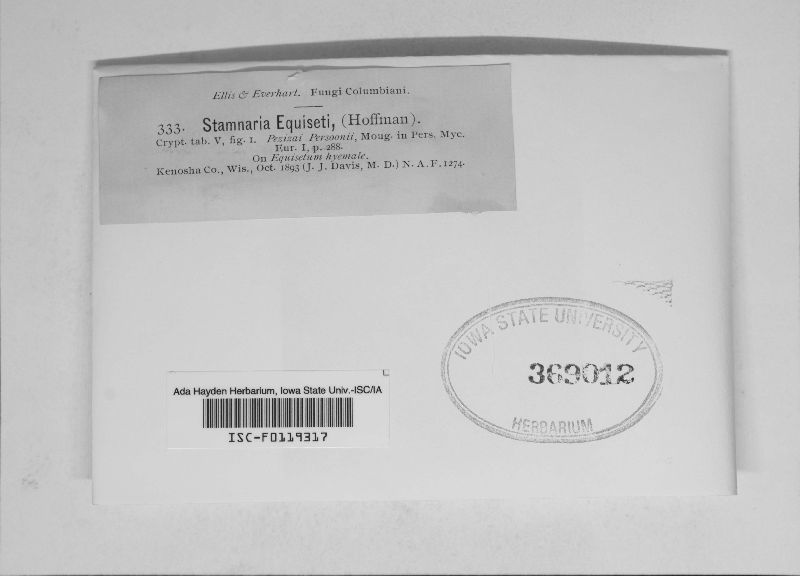 Ellis & Everhart. Fungi Columbiani.
333. Stamnaria Equiseti, (Hoffman).
Crypt. tab. V, fig. 1. Pezizai Persoonii, Moug. in Pers. Myc.
Eur. I, p. 288.
On Equisetum hyemale.
Kenosha Co., Wis., Oct. 1893 (J. J. Davis, M. D.) N. A. F. 1274.
IOWA STATE UNIVERSITY
369012
HERBARIUM
Ada Hayden Herbarium, Iowa State Univ.-ISC/IA
ISC-F0119317